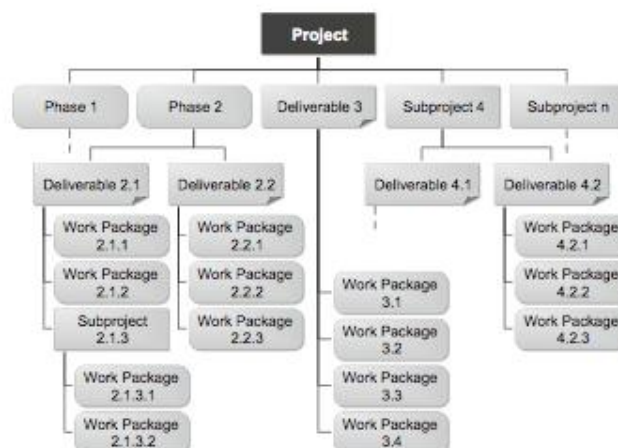 Project
Phase 1
Phase 2
Deliverable 3
Subproject 4
Subproject n
Deliverable 2.1
Deliverable 2.2
Deliverable 4.1
Deliverable 4.2
Work Package
2.1.1
Work Package
2.1.2
Subproject
2.1.3
Work Package
2.1.3.1
Work Package
2.1.3.2
Work Package
2.2.1
Work Package
2.2.2
Work Package
2.2.3
Work Package
3.1
Work Package
3.2
Work Package
3.3
Work Package
3.4
Work Package
4.2.1
Work Package
4.2.2
Work Package
4.2.3